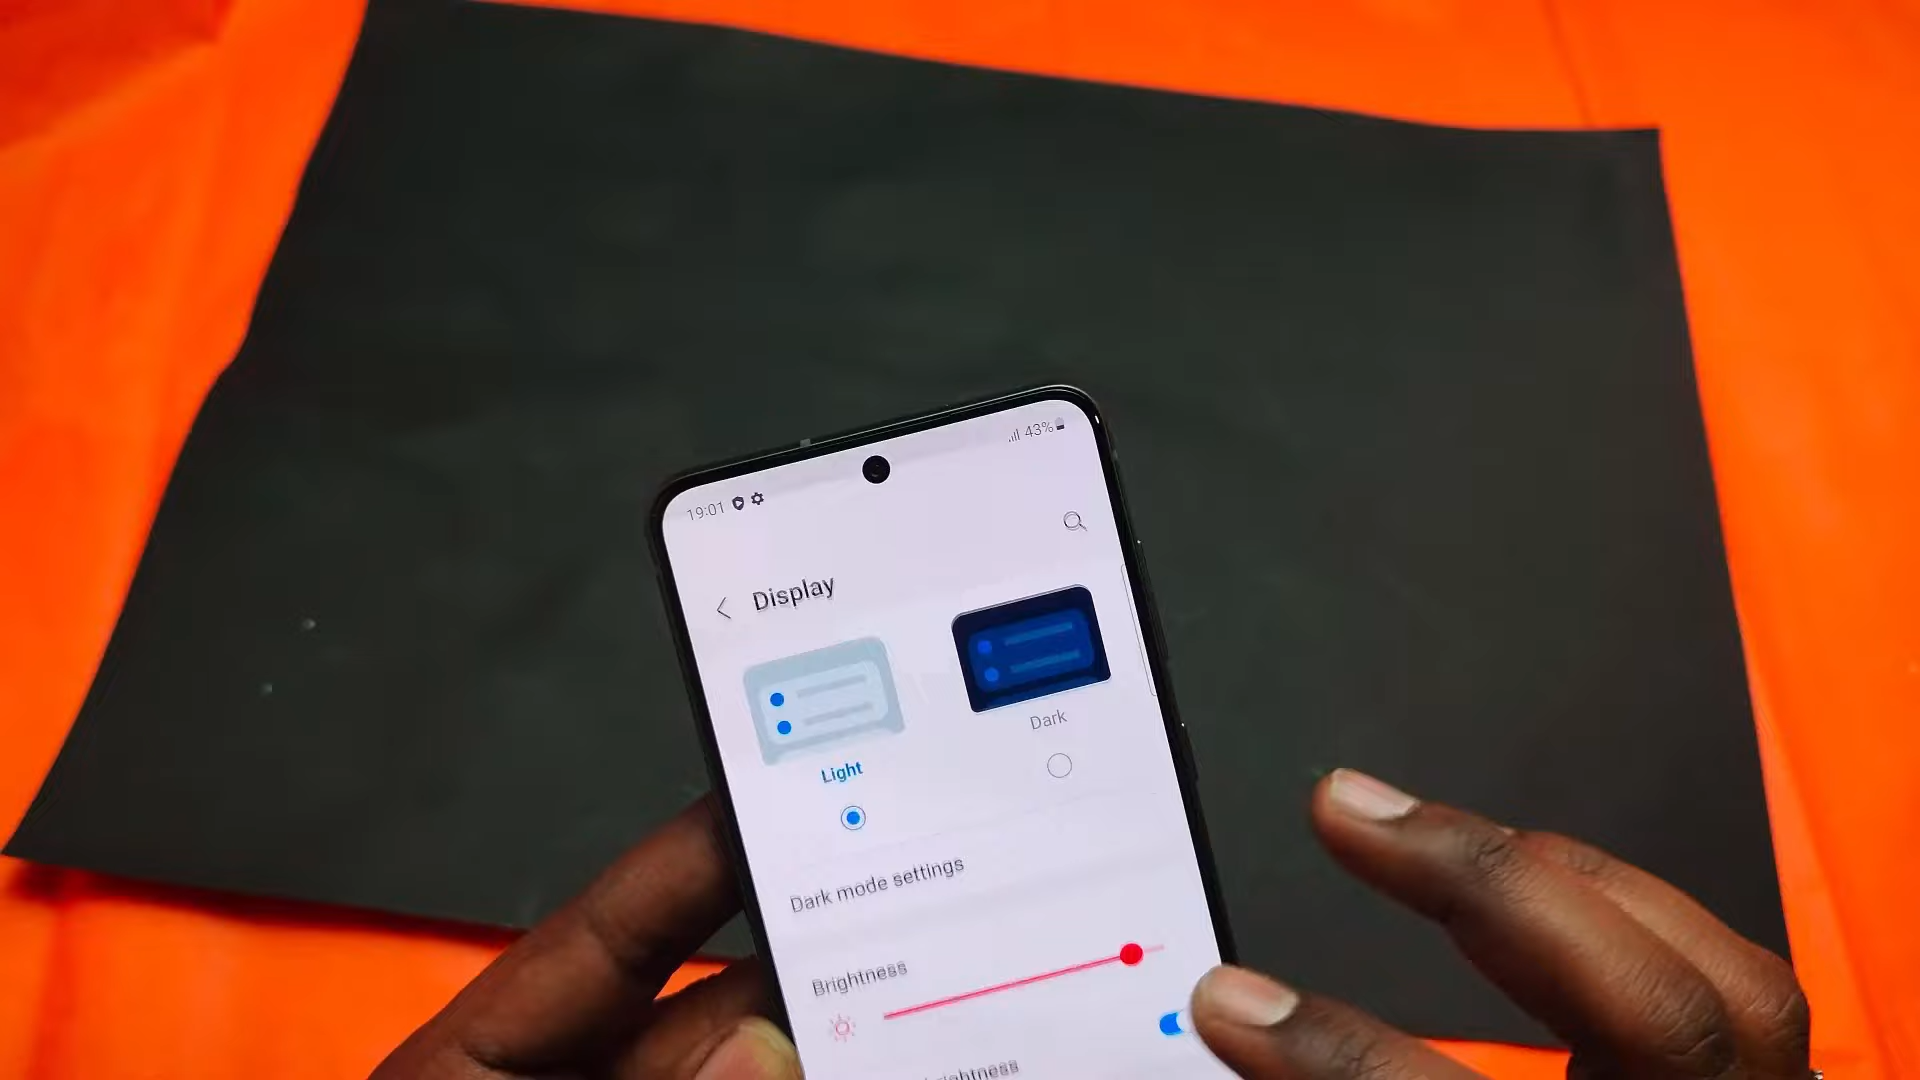 19:01
43%
Display
Light
Dark
Dark mode settings
Brightness